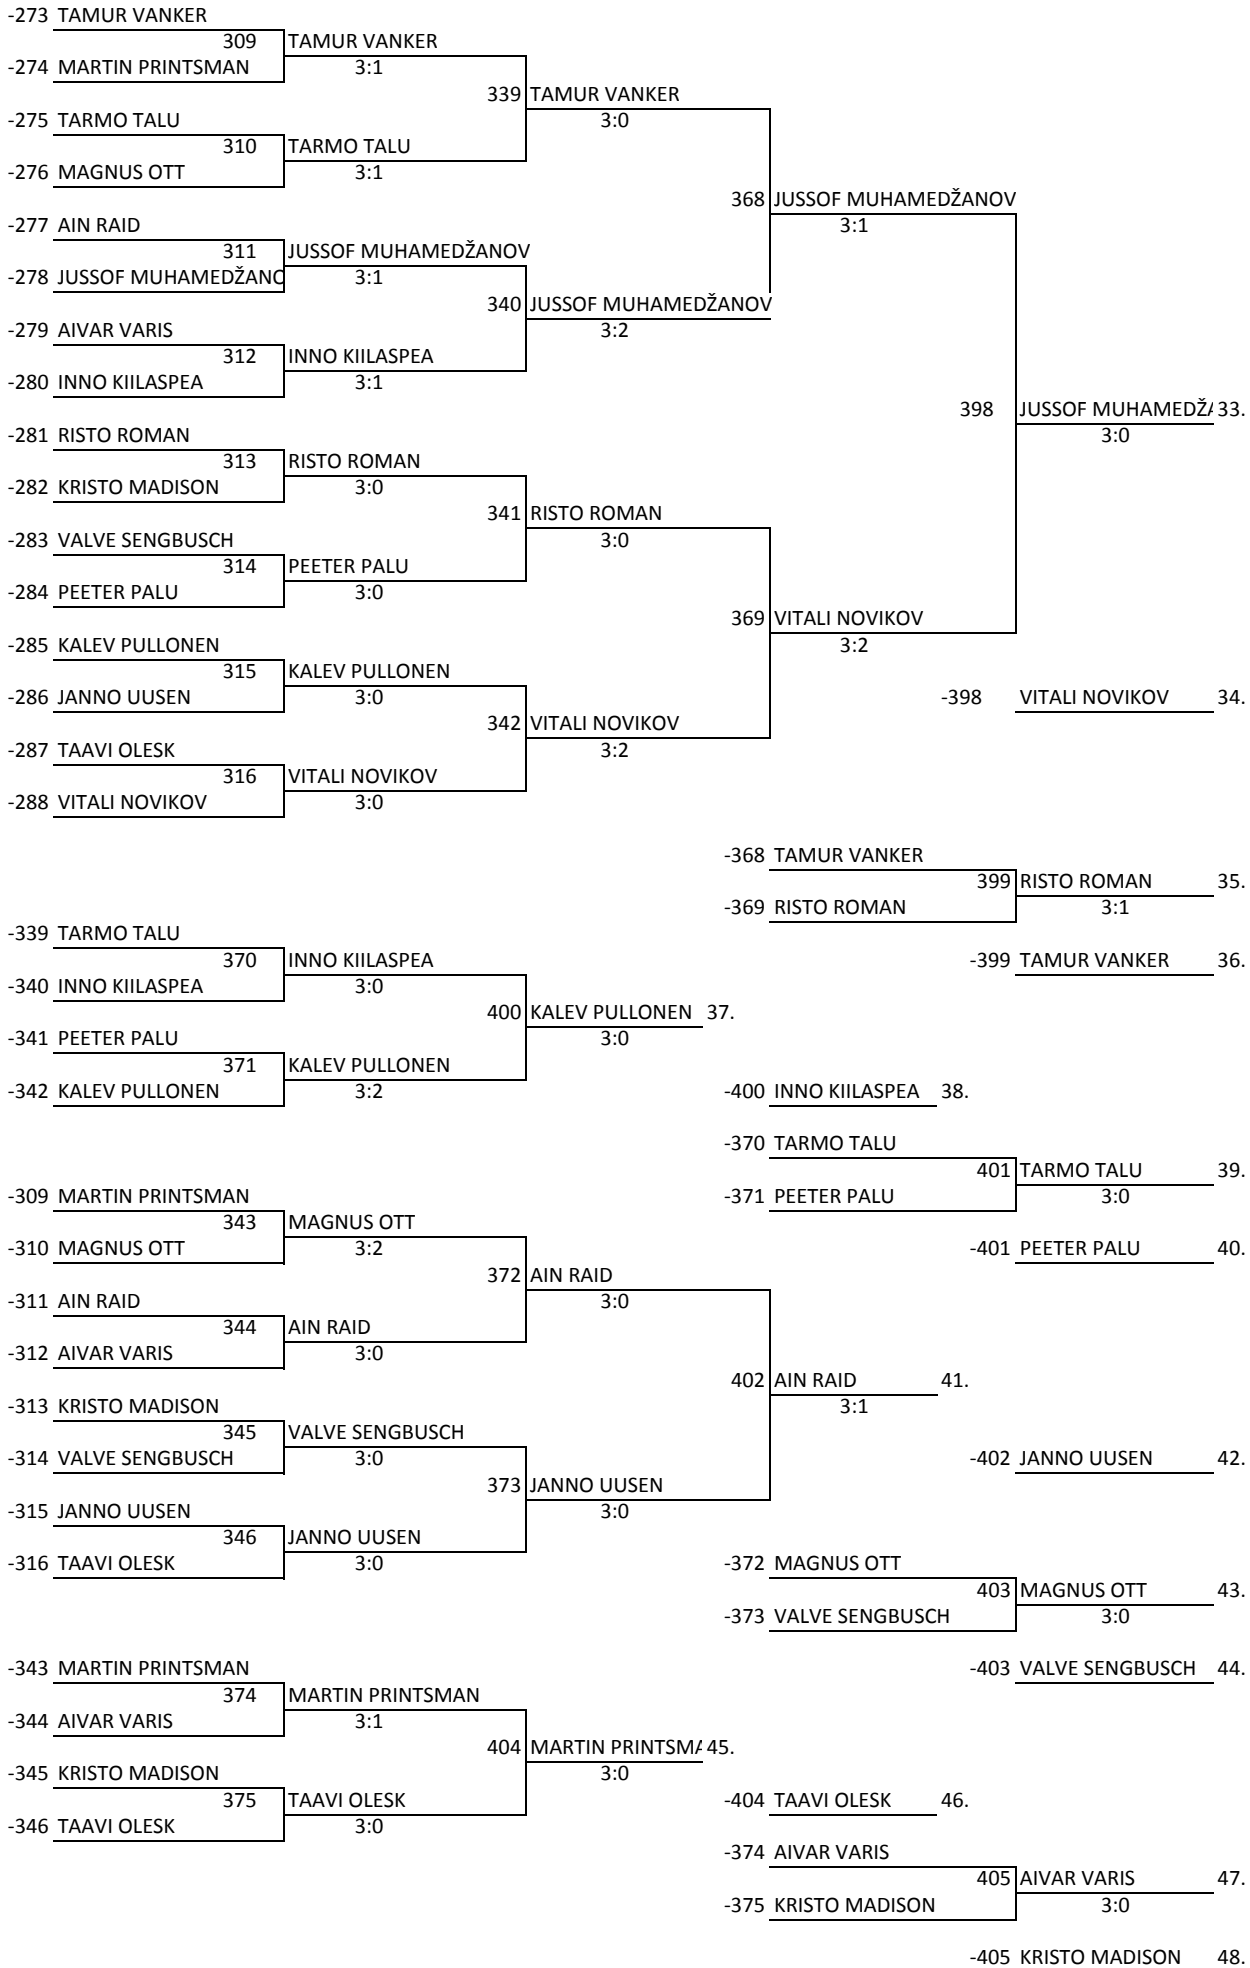 -273 TAMUR VANKER
309 TAMUR VANKER
-274 MARTIN PRINTSMAN 3:1
339 TAMUR VANKER
-275 TARMO TALU 3:0
310 TARMO TALU
-276 MAGNUS OTT 3:1
368 JUSSOF MUHAMEDŽANOV
-277 AIN RAID 3:1
311 JUSSOF MUHAMEDŽANOV
-278 JUSSOF MUHAMEDŽANO 3:1
340 JUSSOF MUHAMEDŽANOV
-279 AIVAR VARIS 3:2
312 INNO KIILASPEA
-280 INNO KIILASPEA 3:1
398 JUSSOF MUHAMEDŽA 33.
-281 RISTO ROMAN 3:0
313 RISTO ROMAN
-282 KRISTO MADISON 3:0
341 RISTO ROMAN
-283 VALVE SENGBUSCH 3:0
314 PEETER PALU
-284 PEETER PALU 3:0
369 VITALI NOVIKOV
-285 KALEV PULLONEN 3:2
315 KALEV PULLONEN
-286 JANNO UUSEN 3:0 -398 VITALI NOVIKOV 34.
342 VITALI NOVIKOV
-287 TAAVI OLESK 3:2
316 VITALI NOVIKOV
-288 VITALI NOVIKOV 3:0
-368 TAMUR VANKER
399 RISTO ROMAN 35.
-369 RISTO ROMAN 3:1
-339 TARMO TALU
370 INNO KIILASPEA -399 TAMUR VANKER 36.
-340 INNO KIILASPEA 3:0
400 KALEV PULLONEN 37.
-341 PEETER PALU 3:0
371 KALEV PULLONEN
-342 KALEV PULLONEN 3:2 -400 INNO KIILASPEA 38.
-370 TARMO TALU
401 TARMO TALU 39.
-309 MARTIN PRINTSMAN -371 PEETER PALU 3:0
343 MAGNUS OTT
-310 MAGNUS OTT 3:2 -401 PEETER PALU 40.
372 AIN RAID
-311 AIN RAID 3:0
344 AIN RAID
-312 AIVAR VARIS 3:0
402 AIN RAID 41.
-313 KRISTO MADISON 3:1
345 VALVE SENGBUSCH
-314 VALVE SENGBUSCH 3:0 -402 JANNO UUSEN 42.
373 JANNO UUSEN
-315 JANNO UUSEN 3:0
346 JANNO UUSEN
-316 TAAVI OLESK 3:0 -372 MAGNUS OTT
403 MAGNUS OTT 43.
-373 VALVE SENGBUSCH 3:0
-343 MARTIN PRINTSMAN -403 VALVE SENGBUSCH 44.
374 MARTIN PRINTSMAN
-344 AIVAR VARIS 3:1
404 MARTIN PRINTSMA 45.
-345 KRISTO MADISON 3:0
375 TAAVI OLESK -404 TAAVI OLESK 46.
-346 TAAVI OLESK 3:0
-374 AIVAR VARIS
405 AIVAR VARIS 47.
-375 KRISTO MADISON 3:0
-405 KRISTO MADISON 48.